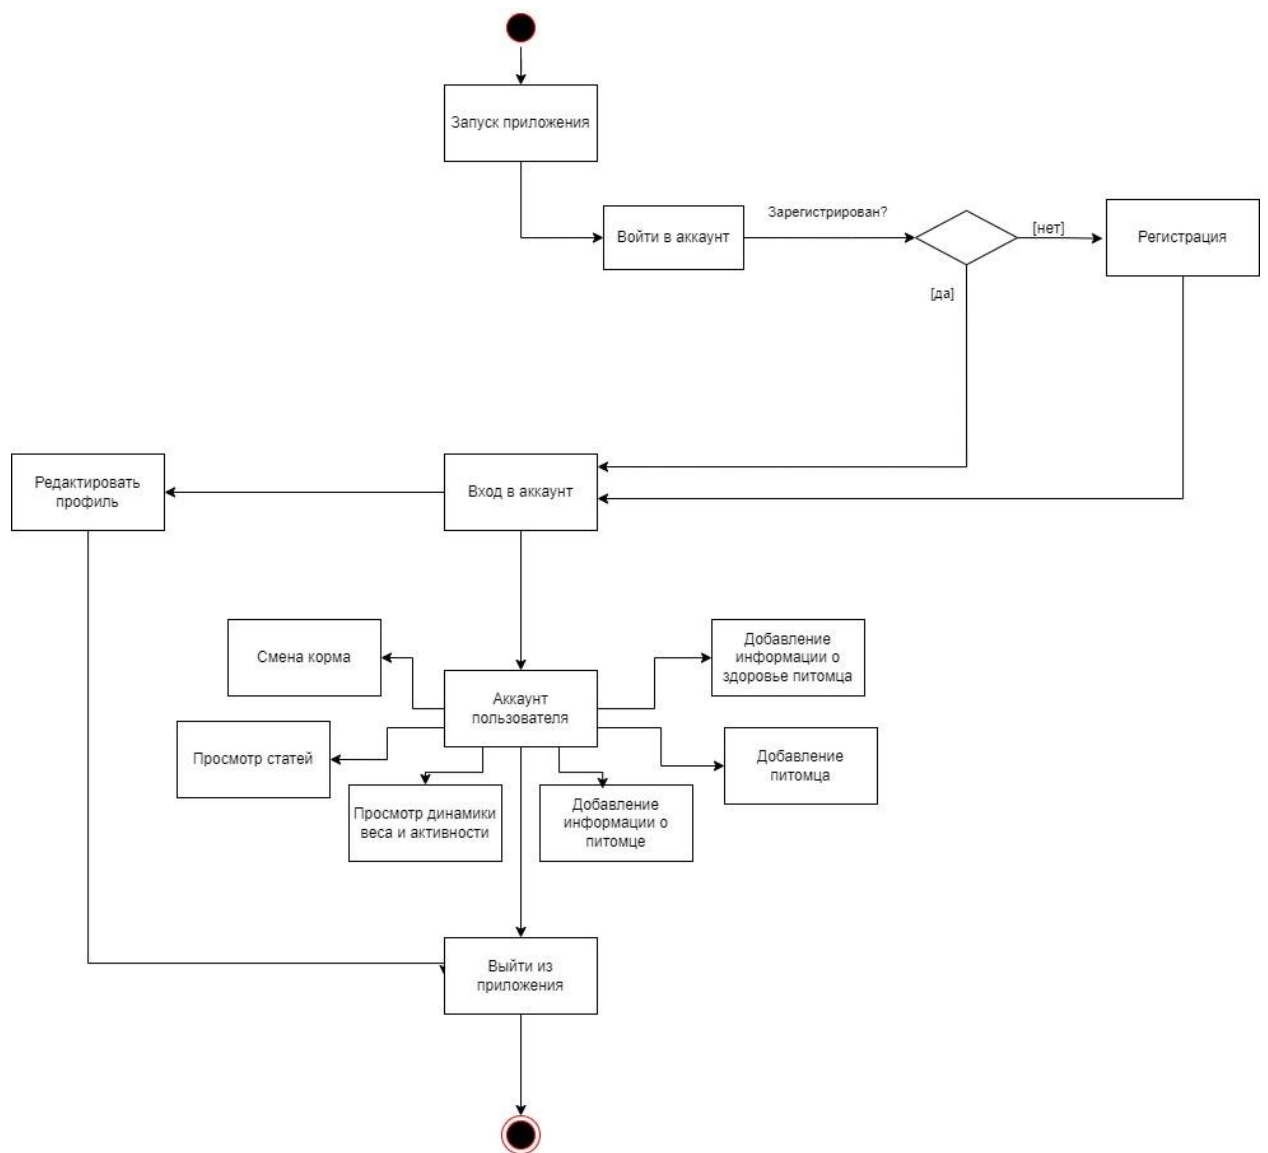 Запуск приложения
Войти в аккаунт
Зарегистрирован?
[нет]
Регистрация
[да]
Редактировать
профиль
Вход в аккаунт
Смена корма
Аккаунт
пользователя
Добавление
информации о
здоровье питомца
Просмотр статей
Добавление
питомца
Просмотр динамики
веса и активности
Добавление
информации о
питомце
Выйти из
приложения